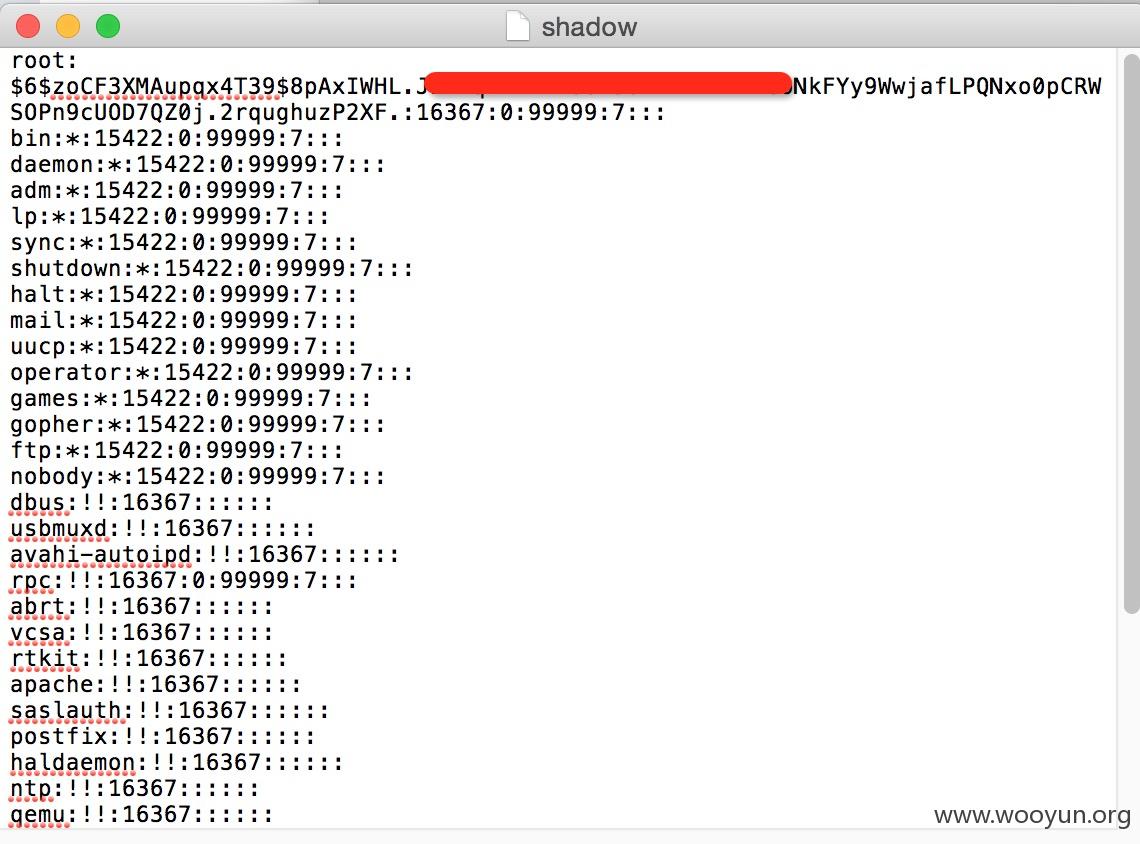 shadow
root:
$6$zoCF3XMAupqx4T39$8pAxIWHL.J NkFYy9WwjafLPQNxo0pCRW
SOPn9cUOD7QZ0j.2rqughuzP2XF.:16367:0:99999:7:::
bin:*:15422:0:99999:7:::
daemon:*:15422:0:99999:7:::
adm:*:15422:0:99999:7:::
lp:*:15422:0:99999:7:::
sync:*:15422:0:99999:7:::
shutdown:*:15422:0:99999:7:::
halt:*:15422:0:99999:7:::
mail:*:15422:0:99999:7:::
uucp:*:15422:0:99999:7:::
operator:*:15422:0:99999:7:::
games:*:15422:0:99999:7:::
gopher:*:15422:0:99999:7:::
ftp:*:15422:0:99999:7:::
nobody:*:15422:0:99999:7:::
dbus:!!:16367::::::
usbmuxd:!!:16367::::::
avahi-autoipd:!!:16367::::::
rpc:!!:16367:0:99999:7:::
abrt:!!:16367::::::
vcsa:!!:16367::::::
rtkit:!!:16367::::::
apache:!!:16367::::::
saslauth:!!:16367::::::
postfix:!!:16367::::::
haldaemon:!!:16367::::::
ntp:!!:16367::::::
qemu:!!:16367::::::
www.wooyun.org